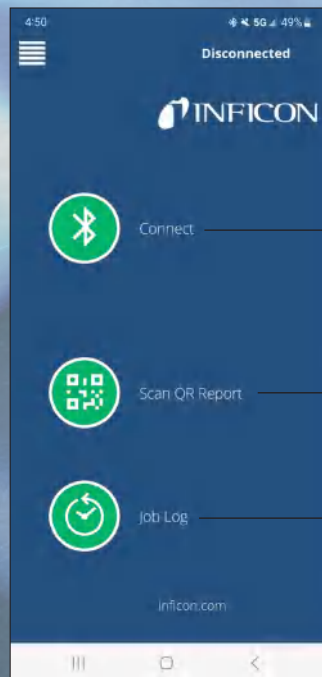 4:50 5G 49%
Disconnected
INFICON
Connect
Scan QR Report
Job Log
inficon.com